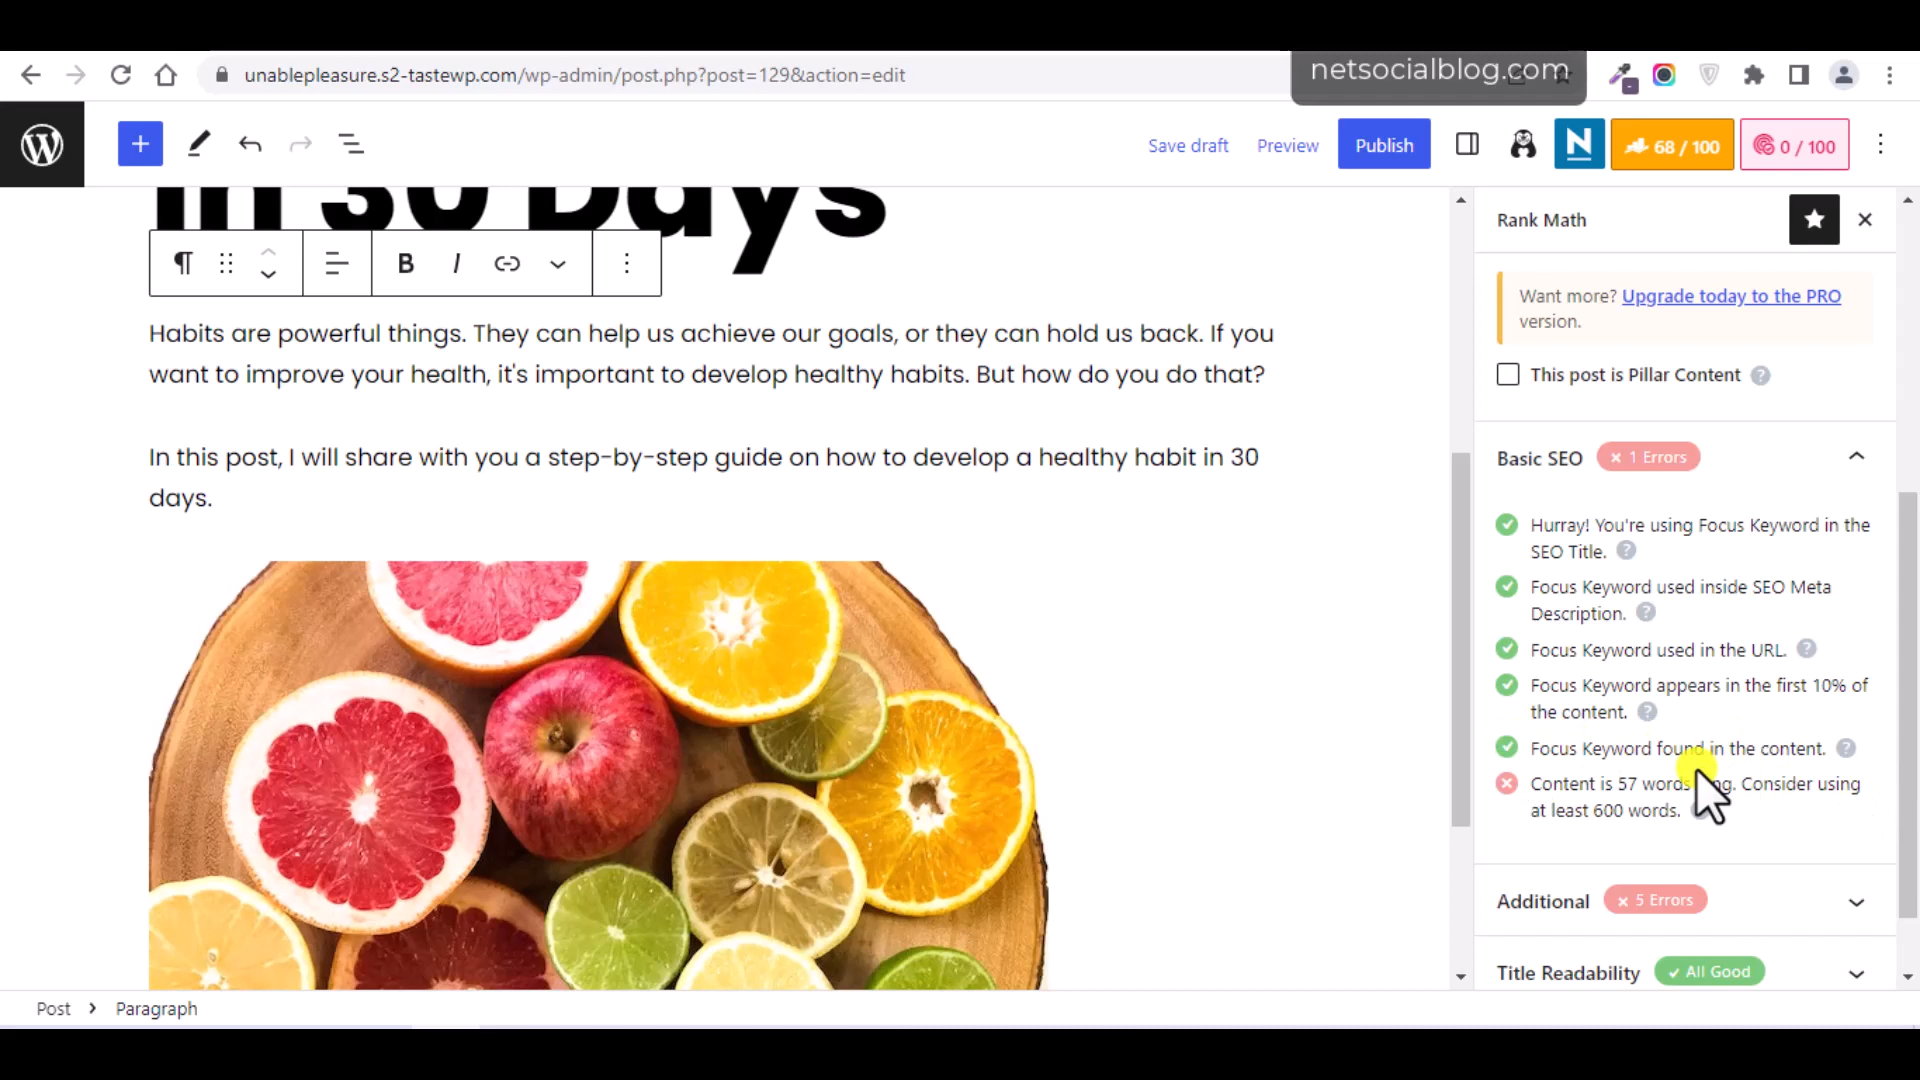 netsocialblog.com
unablepleasure.s2-tastewp.com/wp-admin/post.php?post=129&action=edit
Save draft
Preview
Publish
N
68 / 100
0 / 100
in 30 Days
B
I
Habits are powerful things. They can help us achieve our goals, or they can hold us back. If you
want to improve your health, it's important to develop healthy habits. But how do you do that?
In this post, I will share with you a step-by-step guide on how to develop a healthy habit in 30
days.
Rank Math
Want more? Upgrade today to the PRO
version.
This post is Pillar Content
Basic SEO
1 Errors
Hurray! You're using Focus Keyword in the
SEO Title.
Focus Keyword used inside SEO Meta
Description.
Focus Keyword used in the URL.
Focus Keyword appears in the first 10% of
the content.
Focus Keyword found in the content.
Content is 57 words Consider using
at least 600 words.
Additional
5 Errors
Title Readability
All Good
Post
Paragraph